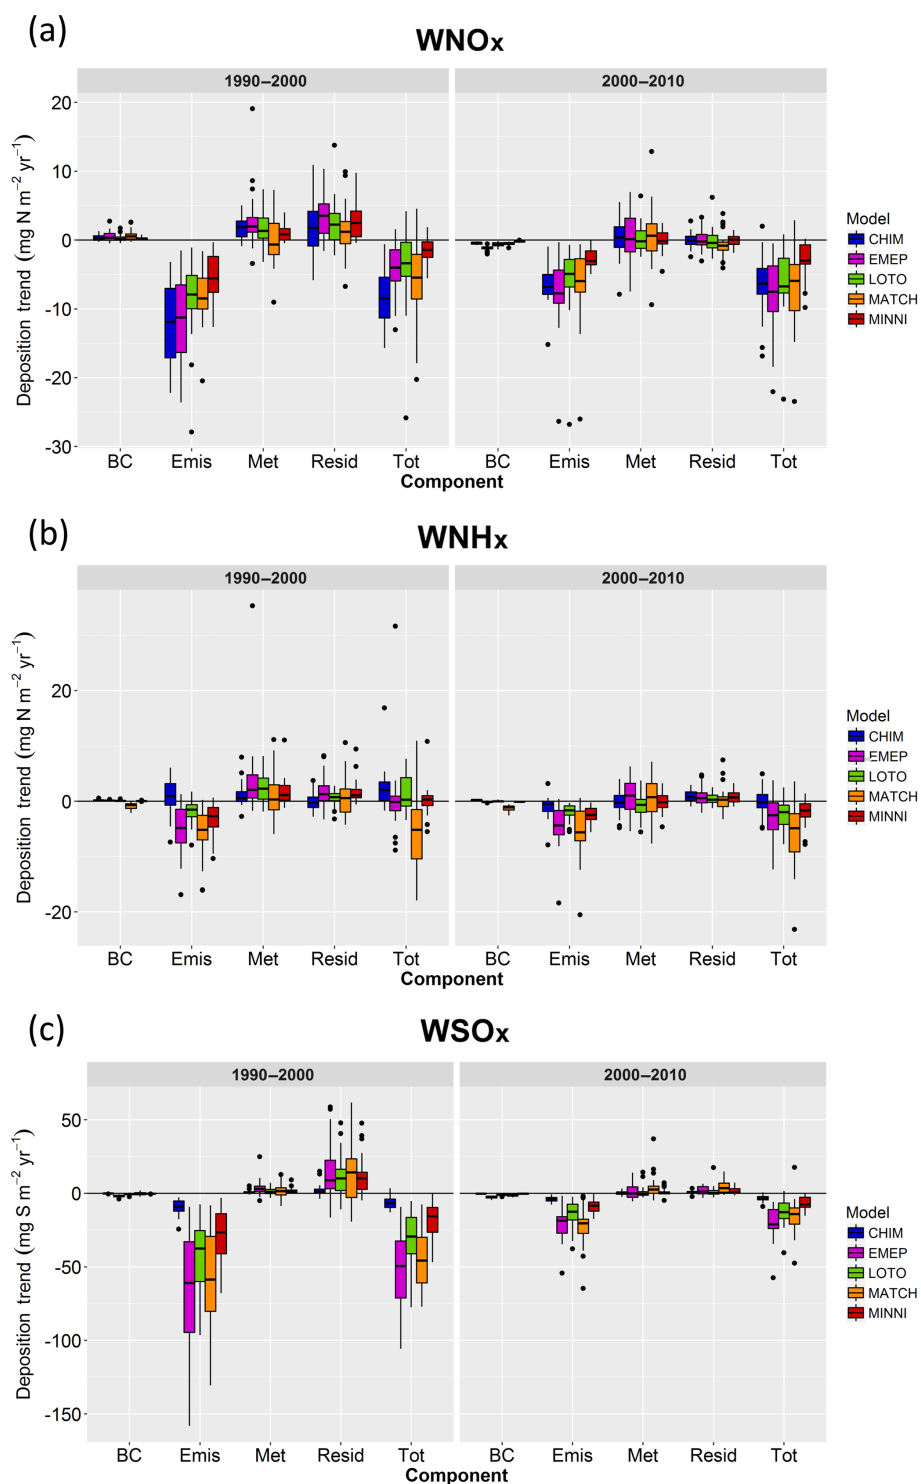 (a)
WNOx
1990–2000
2000–2010
Deposition trend (mg N m⁻² yr⁻¹)
20
10
0
-10
-20
-30
BC Emis Met Resid Tot
BC Emis Met Resid Tot
Component
Model
CHIM
EMEP
LOTO
MATCH
MINNI
(b)
WNHx
1990–2000
2000–2010
Deposition trend (mg N m⁻² yr⁻¹)
20
0
-20
BC Emis Met Resid Tot
BC Emis Met Resid Tot
Component
Model
CHIM
EMEP
LOTO
MATCH
MINNI
(c)
WSOx
1990–2000
2000–2010
Deposition trend (mg S m⁻² yr⁻¹)
50
0
-50
-100
-150
BC Emis Met Resid Tot
BC Emis Met Resid Tot
Component
Model
CHIM
EMEP
LOTO
MATCH
MINNI